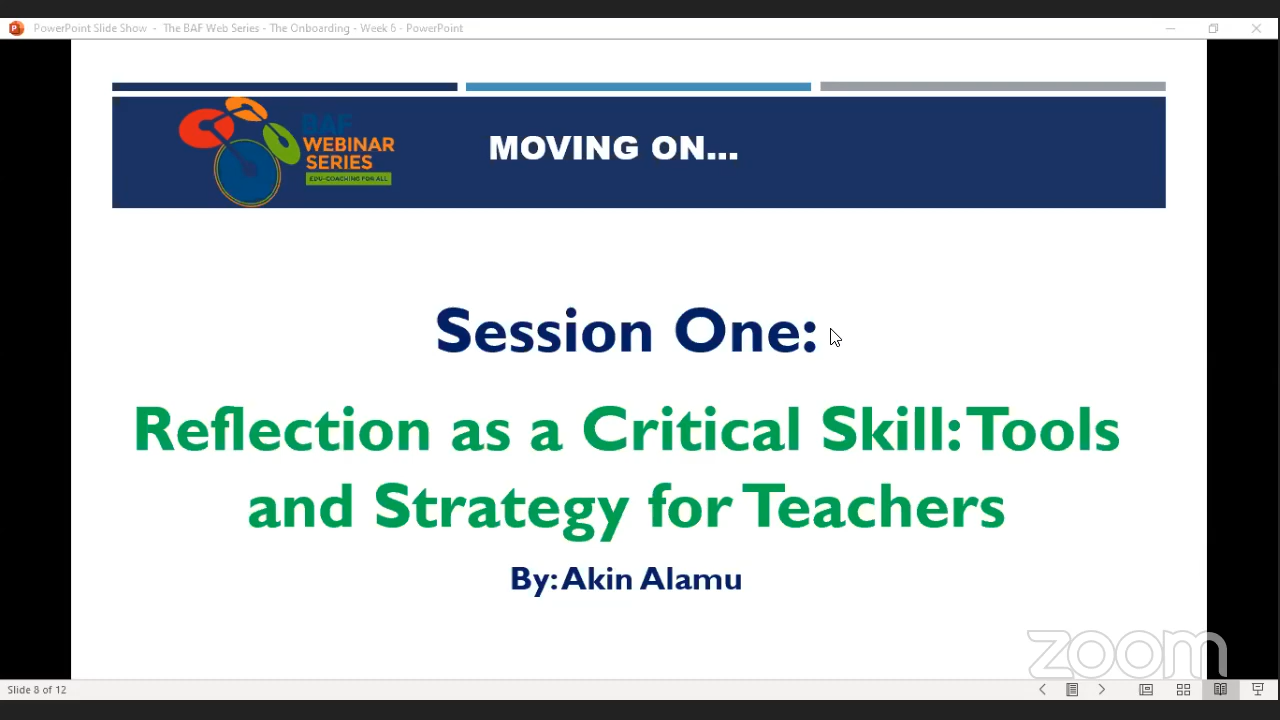 PowerPoint Slide Show - The BAF Web Series - The Onboarding - Week 6 - PowerPoint
BAF
WEBINAR
SERIES
EDU-COACHING FOR ALL
MOVING ON...
Session One:
Reflection as a Critical Skill: Tools
and Strategy for Teachers
By: Akin Alamu
zoom
Slide 8 of 12